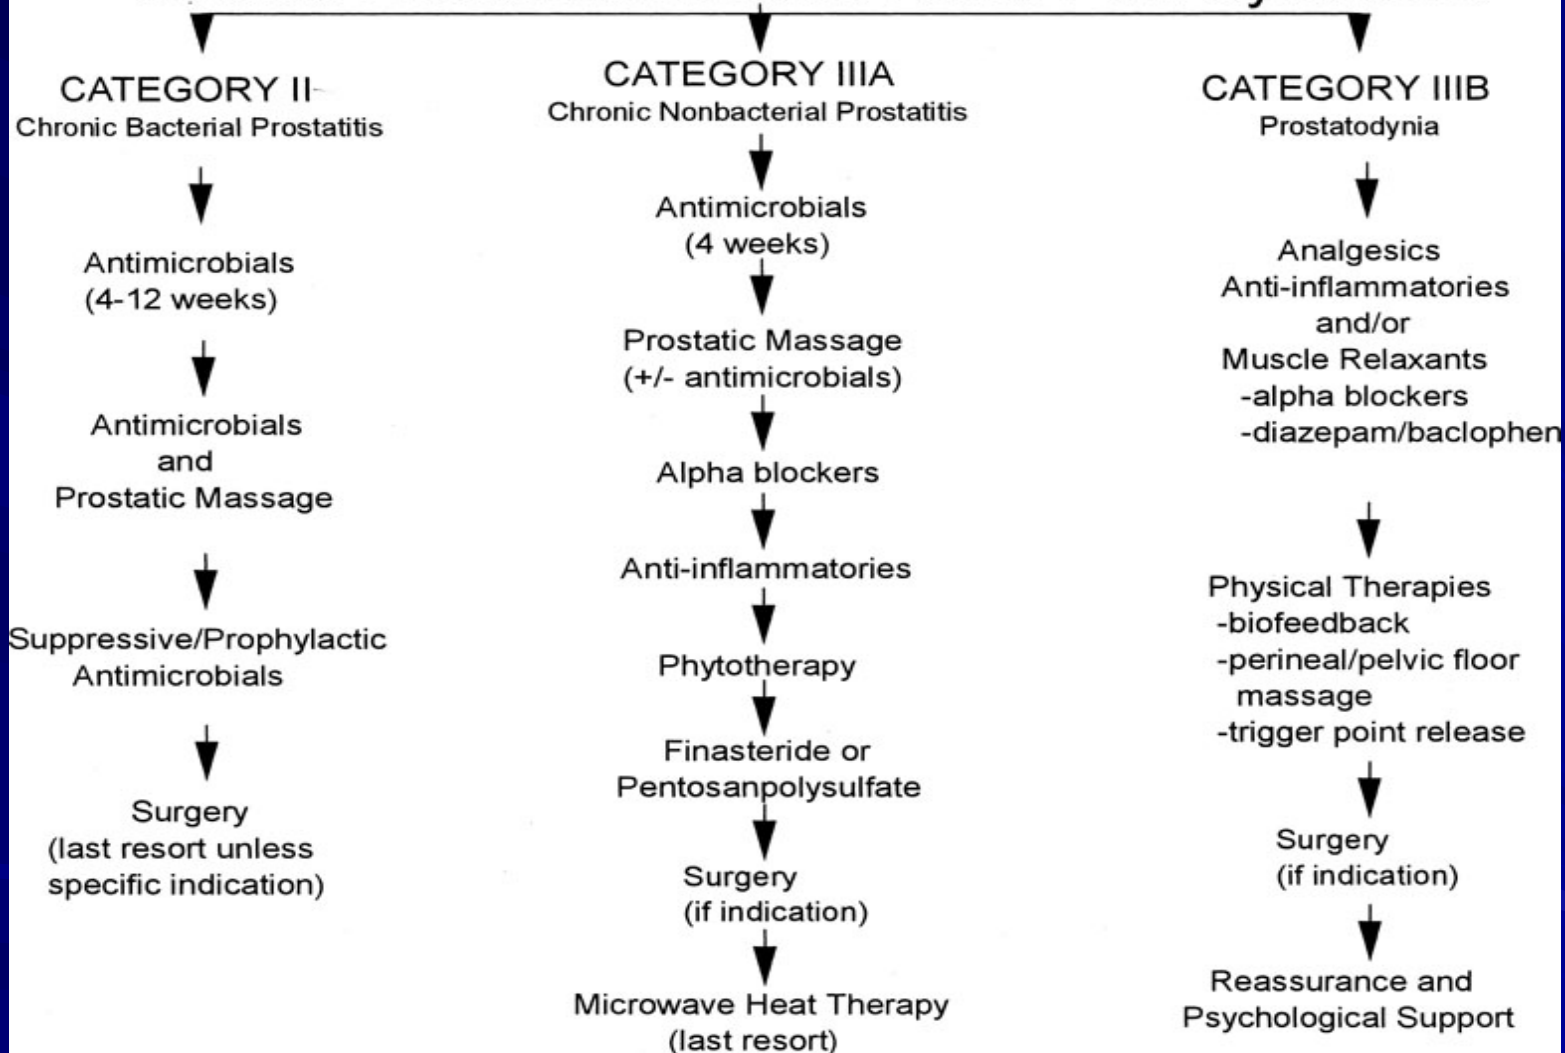 CATEGORY II
Chronic Bacterial Prostatitis
Antimicrobials
(4-12 weeks)
Antimicrobials
and
Prostatic Massage
Suppressive/Prophylactic
Antimicrobials
Surgery
(last resort unless
specific indication)
CATEGORY IIIA
Chronic Nonbacterial Prostatitis
Antimicrobials
(4 weeks)
Prostatic Massage
(+/- antimicrobials)
Alpha blockers
Anti-inflammatories
Phytotherapy
Finasteride or
Pentosanpolysulfate
Surgery
(if indication)
Microwave Heat Therapy
(last resort)
CATEGORY IIIB
Prostatodynia
Analgesics
Anti-inflammatories
and/or
Muscle Relaxants
-alpha blockers
-diazepam/baclophen
Physical Therapies
-biofeedback
-perineal/pelvic floor
massage
-trigger point release
Surgery
(if indication)
Reassurance and
Psychological Support